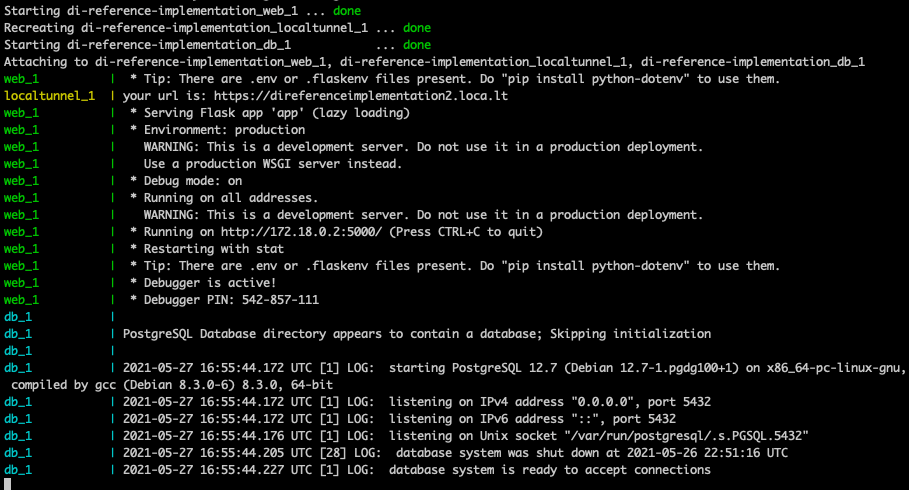 Starting di-reference-implementation_web_1 ... done
Recreating di-reference-implementation_localtunnel_1 ... done
Starting di-reference-implementation_db_1           ... done
Attaching to di-reference-implementation_web_1, di-reference-implementation_localtunnel_1, di-reference-implementation_db_1
web_1          |  * Tip: There are .env or .flaskenv files present. Do "pip install python-dotenv" to use them.
localtunnel_1  | your url is: https://direferenceimplementation2.loca.lt
web_1          |  * Serving Flask app 'app' (lazy loading)
web_1          |  * Environment: production
web_1          |    WARNING: This is a development server. Do not use it in a production deployment.
web_1          |    Use a production WSGI server instead.
web_1          |  * Debug mode: on
web_1          |  * Running on all addresses.
web_1          |    WARNING: This is a development server. Do not use it in a production deployment.
web_1          |  * Running on http://172.18.0.2:5000/ (Press CTRL+C to quit)
web_1          |  * Restarting with stat
web_1          |  * Tip: There are .env or .flaskenv files present. Do "pip install python-dotenv" to use them.
web_1          |  * Debugger is active!
web_1          |  * Debugger PIN: 542-857-111
db_1           |
db_1           | PostgreSQL Database directory appears to contain a database; Skipping initialization
db_1           |
db_1           | 2021-05-27 16:55:44.172 UTC [1] LOG:  starting PostgreSQL 12.7 (Debian 12.7-1.pgdg100+1) on x86_64-pc-linux-gnu,
 compiled by gcc (Debian 8.3.0-6) 8.3.0, 64-bit
db_1           | 2021-05-27 16:55:44.172 UTC [1] LOG:  listening on IPv4 address "0.0.0.0", port 5432
db_1           | 2021-05-27 16:55:44.172 UTC [1] LOG:  listening on IPv6 address "::", port 5432
db_1           | 2021-05-27 16:55:44.176 UTC [1] LOG:  listening on Unix socket "/var/run/postgresql/.s.PGSQL.5432"
db_1           | 2021-05-27 16:55:44.205 UTC [28] LOG:  database system was shut down at 2021-05-26 22:51:16 UTC
db_1           | 2021-05-27 16:55:44.227 UTC [1] LOG:  database system is ready to accept connections